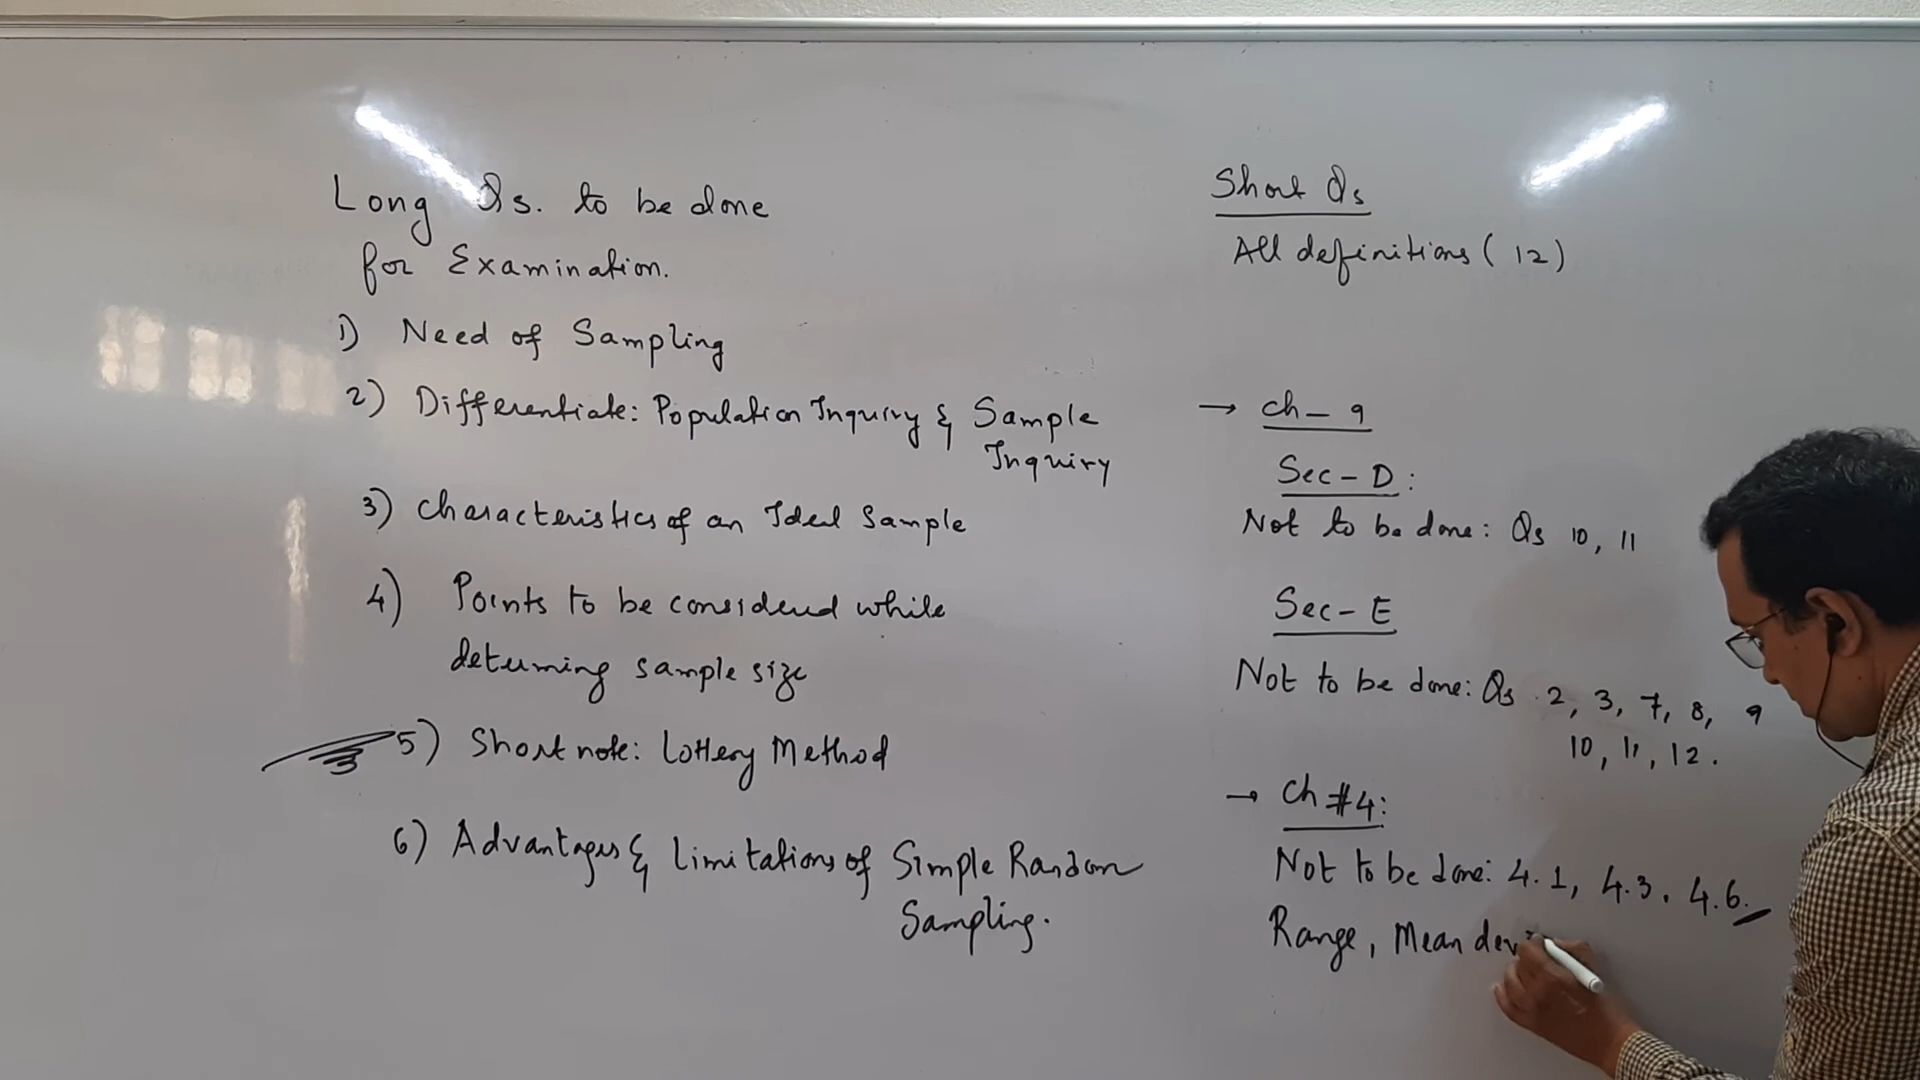 Long Qs. to be done
for Examination.
1) Need of Sampling
2) Differentiate: Population Inquiry & Sample
Inquiry
3) Characteristics of an Ideal Sample
4) Points to be considered while
determing sample size
5) Short note: Lottery Method
6) Advantages & Limitations of Simple Random
Sampling.
Short Qs
All definitions (12)
→ Ch - 9
Sec - D :
Not to be done: Qs 10, 11
Sec - E
Not to be done: Qs 2, 3, 7, 8, 9
10, 11, 12.
→ Ch #4:
Not to be done: 4.1, 4.3. 4.6.
Range, Mean dev